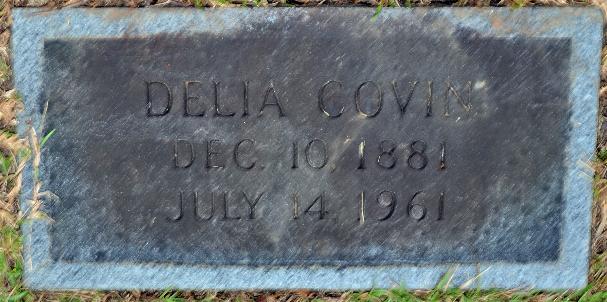 DELIA COVIN
DEC. 10, 1881
JULY 14, 1961